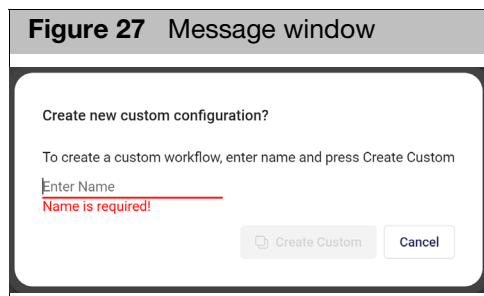 Figure 27 Message window
Create new custom configuration?
To create a custom workflow, enter name and press Create Custom
Enter Name
Name is required!
Create Custom Cancel